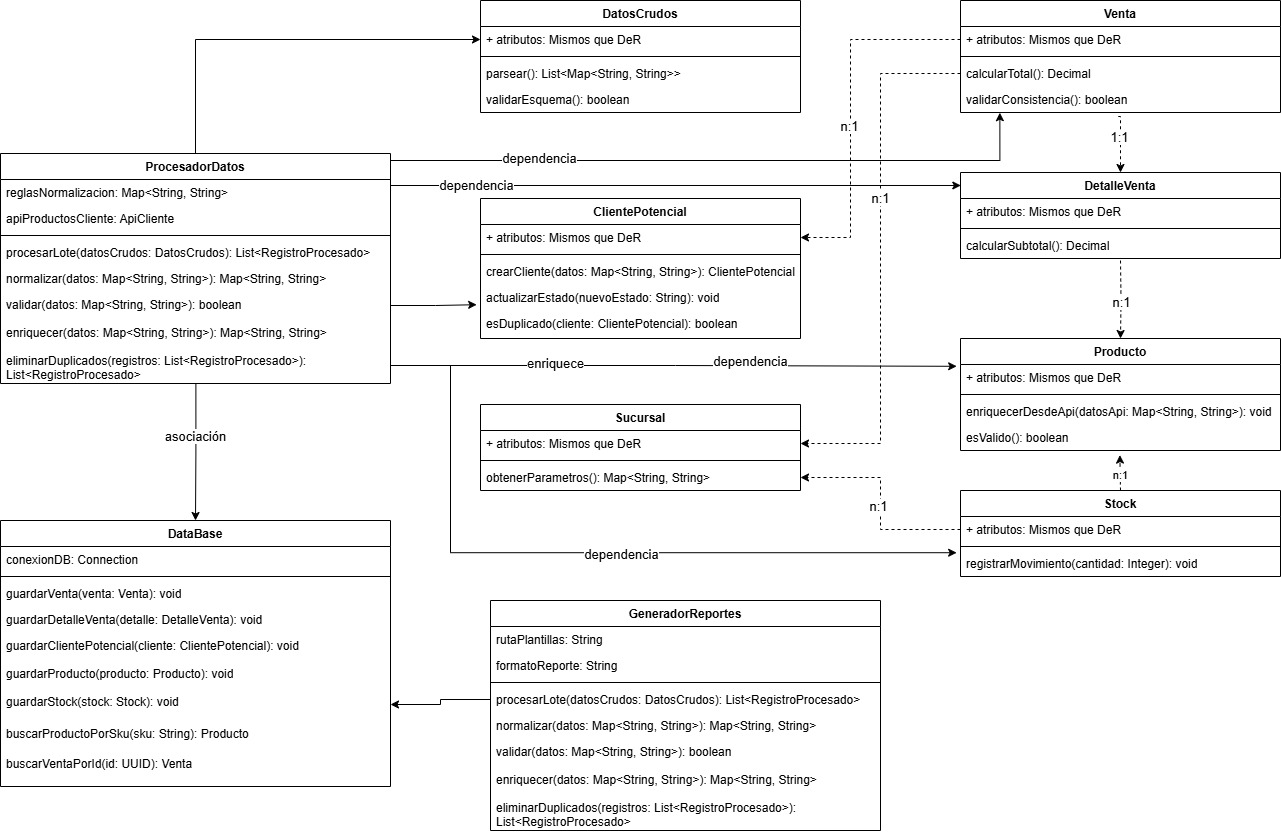 DatosCrudos
+ atributos: Mismos que DeR
parsear(): List<Map<String, String>>
validarEsquema(): boolean
Venta
+ atributos: Mismos que DeR
calcularTotal(): Decimal
validarConsistencia(): boolean
n:1
1:1
dependencia
dependencia
n:1
ProcesadorDatos
reglasNormalizacion: Map<String, String>
apiProductosCliente: ApiCliente
procesarLote(datosCrudos: DatosCrudos): List<RegistroProcesado>
normalizar(datos: Map<String, String>): Map<String, String>
validar(datos: Map<String, String>): boolean
enriquecer(datos: Map<String, String>): Map<String, String>
eliminarDuplicados(registros: List<RegistroProcesado>):
List<RegistroProcesado>
ClientePotencial
+ atributos: Mismos que DeR
crearCliente(datos: Map<String, String>): ClientePotencial
actualizarEstado(nuevoEstado: String): void
esDuplicado(cliente: ClientePotencial): boolean
DetalleVenta
+ atributos: Mismos que DeR
calcularSubtotal(): Decimal
n:1
enriquece
dependencia
Producto
+ atributos: Mismos que DeR
enriquecerDesdeApi(datosApi: Map<String, String>): void
esValido(): boolean
n:1
asociación
Sucursal
+ atributos: Mismos que DeR
obtenerParametros(): Map<String, String>
n:1
Stock
+ atributos: Mismos que DeR
registrarMovimiento(cantidad: Integer): void
dependencia
DataBase
conexionDB: Connection
guardarVenta(venta: Venta): void
guardarDetalleVenta(detalle: DetalleVenta): void
guardarClientePotencial(cliente: ClientePotencial): void
guardarProducto(producto: Producto): void
guardarStock(stock: Stock): void
buscarProductoPorSku(sku: String): Producto
buscarVentaPorId(id: UUID): Venta
GeneradorReportes
rutaPlantillas: String
formatoReporte: String
procesarLote(datosCrudos: DatosCrudos): List<RegistroProcesado>
normalizar(datos: Map<String, String>): Map<String, String>
validar(datos: Map<String, String>): boolean
enriquecer(datos: Map<String, String>): Map<String, String>
eliminarDuplicados(registros: List<RegistroProcesado>):
List<RegistroProcesado>